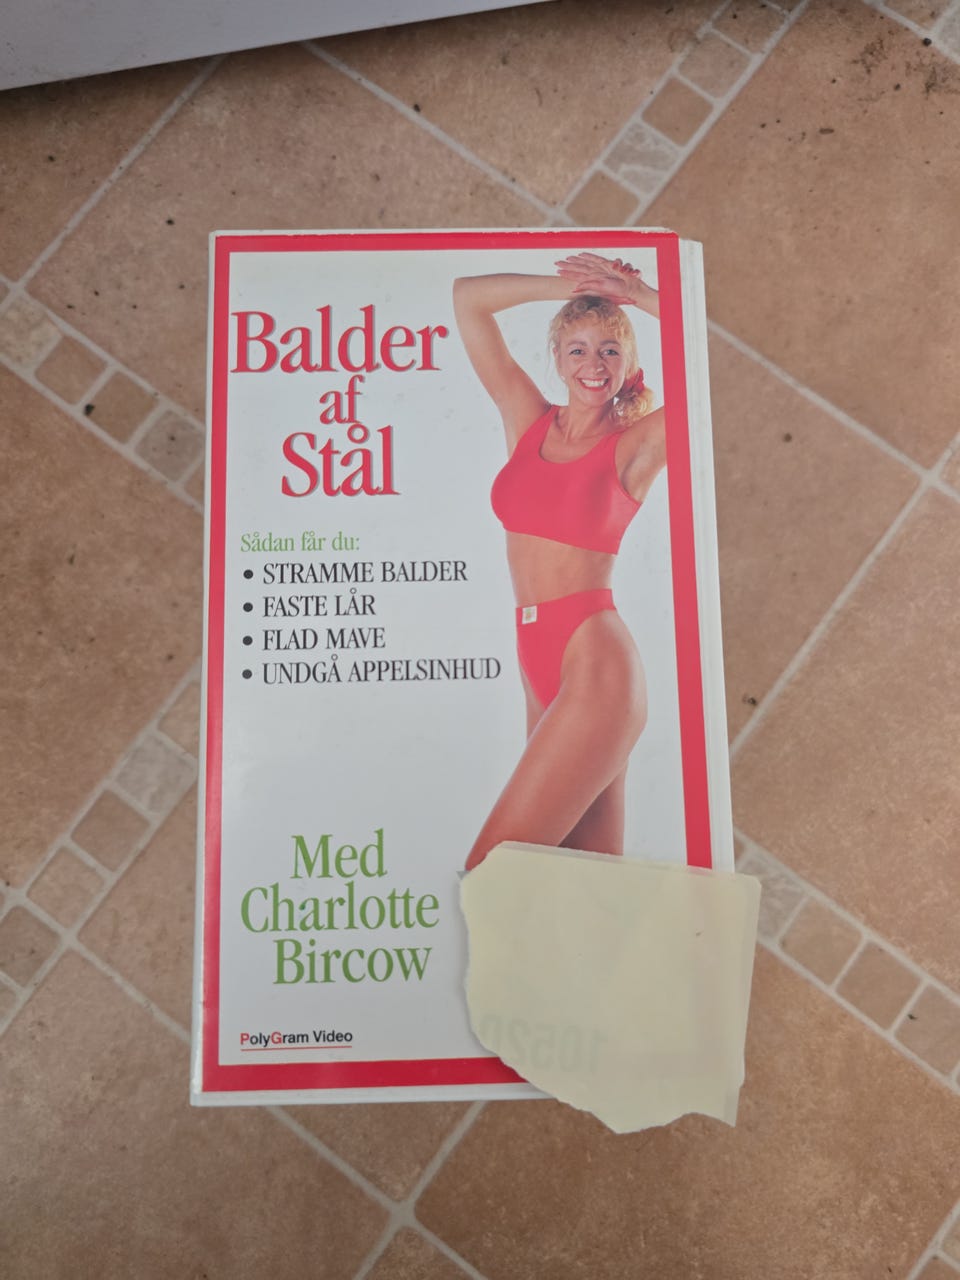 Balder
af
Stål
Sådan får du:
• STRAMME BALDER
• FASTE LÅR
• FLAD MAVE
• UNDGÅ APPELSINHUD
Med
Charlotte
Bircow
PolyGram Video